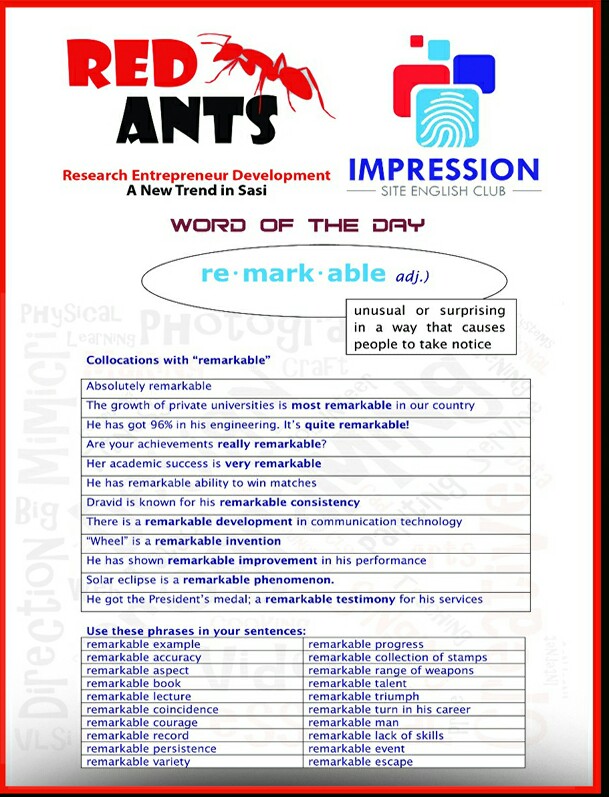 RED
ANTS
Research Entrepreneur Development
A New Trend in Sasi
IMPRESSION
SITE ENGLISH CLUB
WORD OF THE DAY
re·mark·able adj.)
unusual or surprising
in a way that causes
people to take notice
Collocations with “remarkable”
Absolutely remarkable
The growth of private universities is most remarkable in our country
He has got 96% in his engineering. It’s quite remarkable!
Are your achievements really remarkable?
Her academic success is very remarkable
He has remarkable ability to win matches
Dravid is known for his remarkable consistency
There is a remarkable development in communication technology
“Wheel” is a remarkable invention
He has shown remarkable improvement in his performance
Solar eclipse is a remarkable phenomenon.
He got the President’s medal; a remarkable testimony for his services
Use these phrases in your sentences:
remarkable example
remarkable progress
remarkable accuracy
remarkable collection of stamps
remarkable aspect
remarkable range of weapons
remarkable book
remarkable talent
remarkable lecture
remarkable triumph
remarkable coincidence
remarkable turn in his career
remarkable courage
remarkable man
remarkable record
remarkable lack of skills
remarkable persistence
remarkable event
remarkable variety
remarkable escape
Physical
Learning
Craft
MiMicri
Big
Direction
VLSi